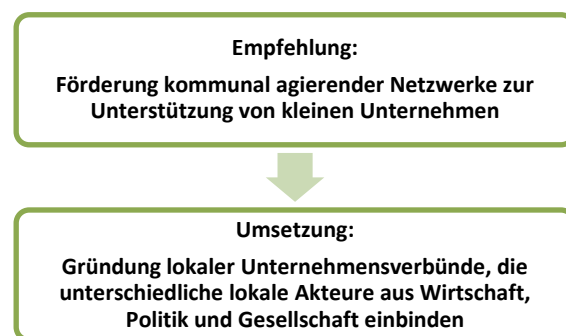 Empfehlung:
Förderung kommunal agierender Netzwerke zur
Unterstützung von kleinen Unternehmen
Umsetzung:
Gründung lokaler Unternehmensverbünde, die
unterschiedliche lokale Akteure aus Wirtschaft,
Politik und Gesellschaft einbinden